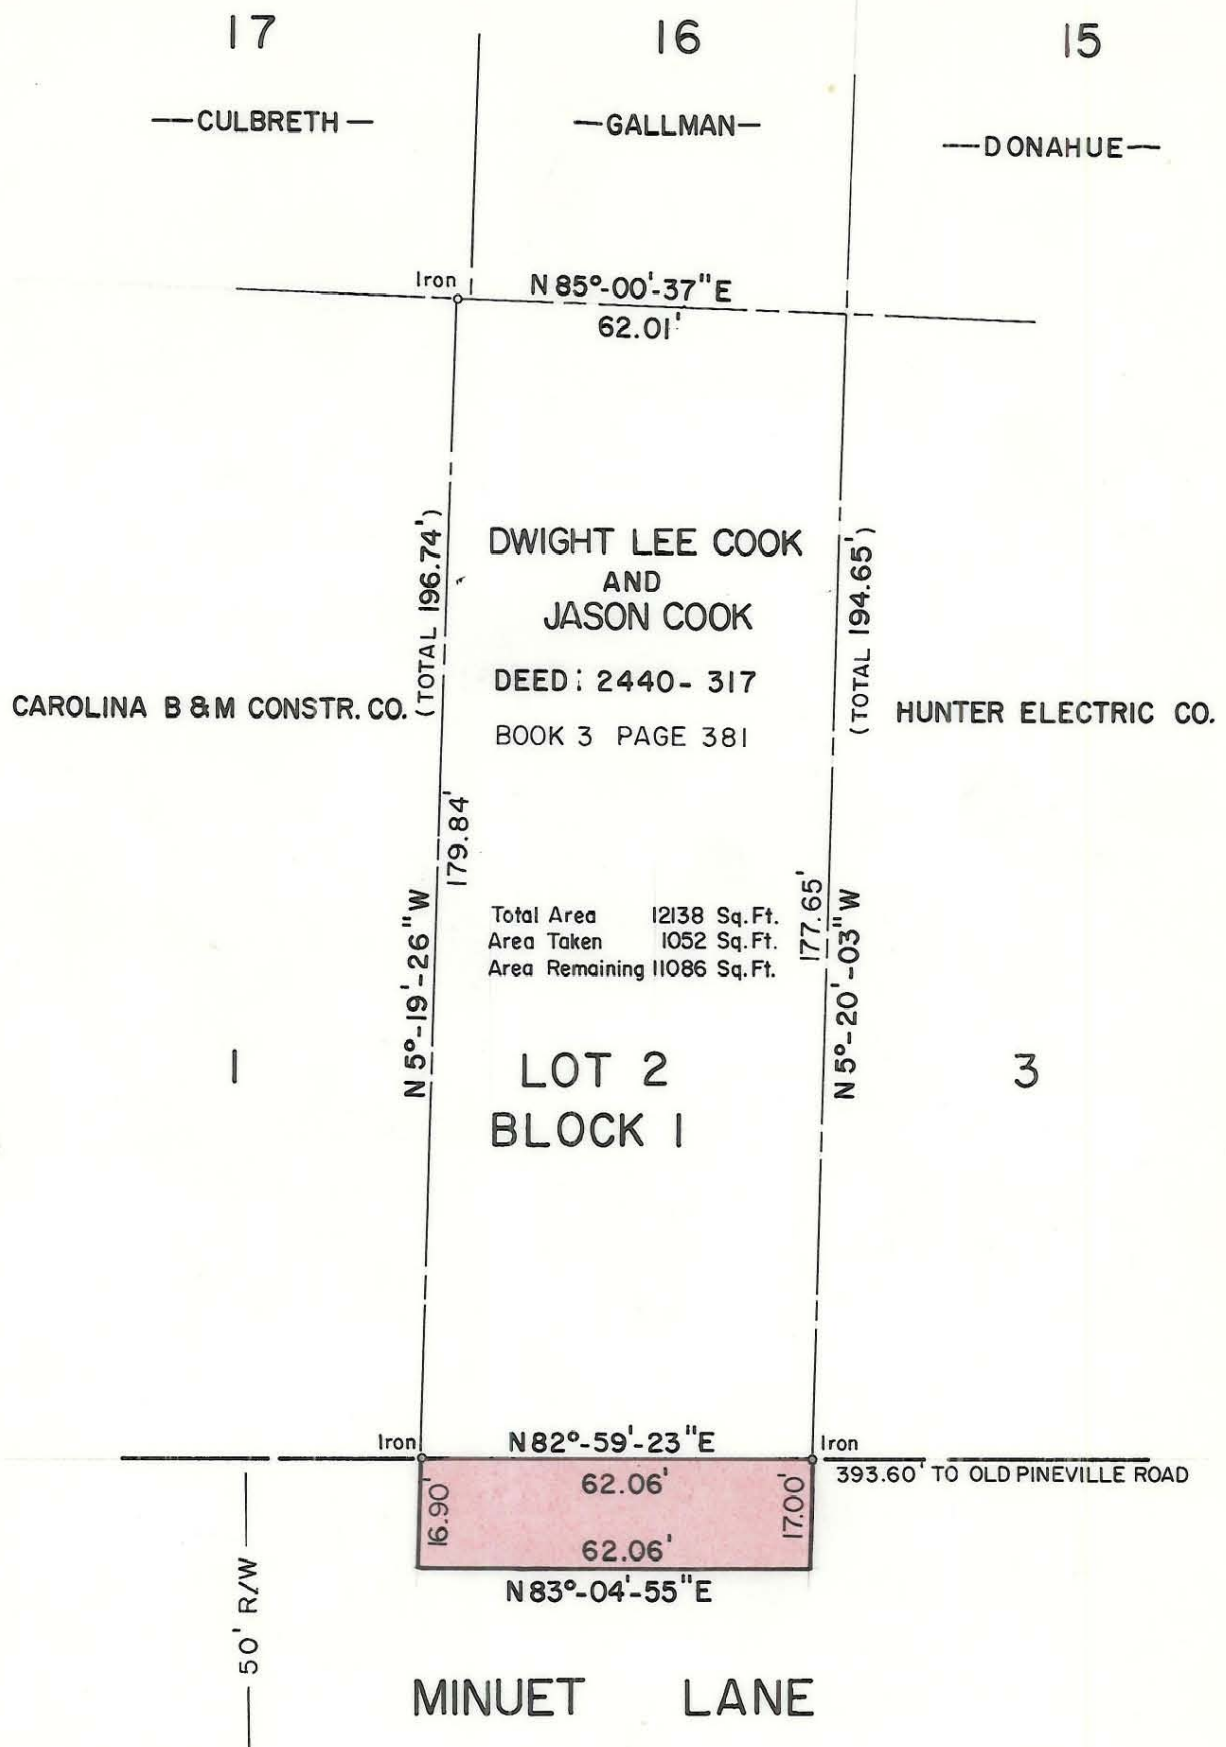 17
16
15
—CULBRETH—
—GALLMAN—
—DONAHUE—
Iron
N 85°-00'-37" E
62.01'
(TOTAL 196.74')
(TOTAL 194.65')
DWIGHT LEE COOK
AND
JASON COOK
DEED: 2440-317
BOOK 3 PAGE 381
CAROLINA B & M CONSTR. CO.
HUNTER ELECTRIC CO.
179.84'
177.65'
N 5°-19'-26" W
N 5°-20'-03" W
Total Area 12138 Sq. Ft.
Area Taken 1052 Sq. Ft.
Area Remaining 11086 Sq. Ft.
1
LOT 2
BLOCK 1
3
Iron
N 82°-59'-23" E
Iron
62.06'
393.60' TO OLD PINEVILLE ROAD
16.90'
17.00'
62.06'
N 83°-04'-55" E
50' R/W
MINUET LANE